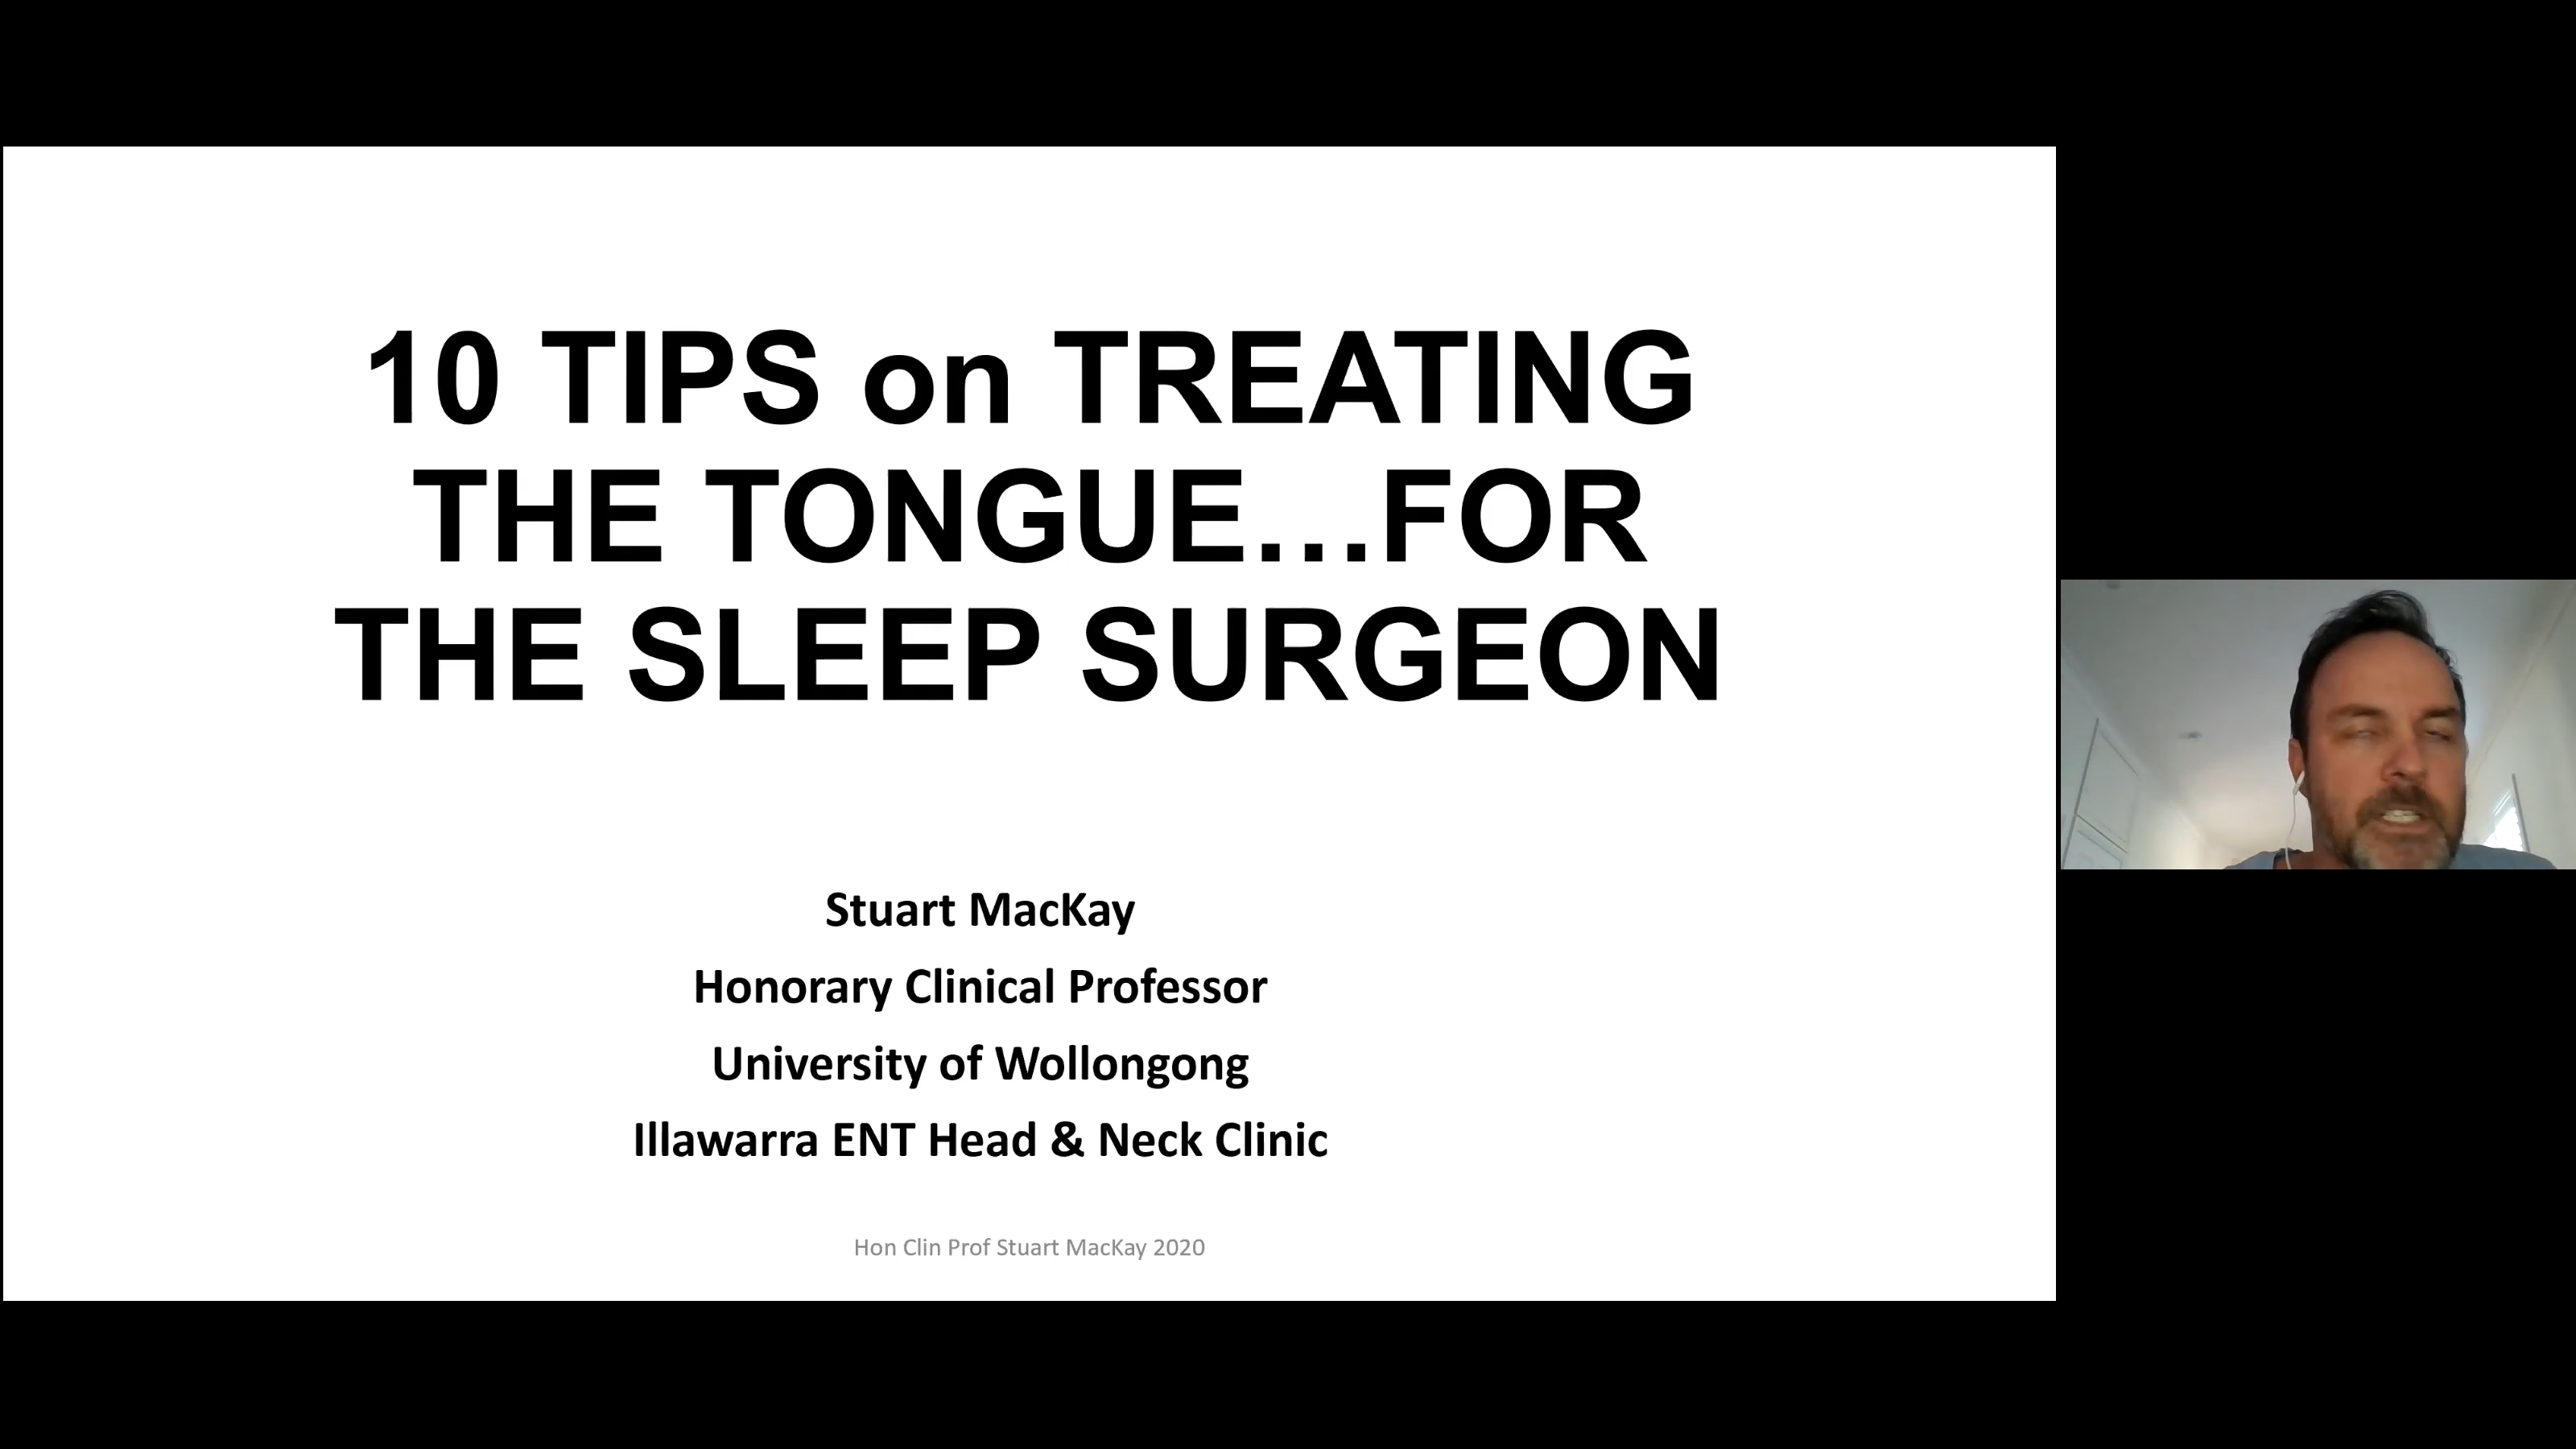 10 TIPS on TREATING
THE TONGUE...FOR
THE SLEEP SURGEON
Stuart MacKay
Honorary Clinical Professor
University of Wollongong
Illawarra ENT Head & Neck Clinic
Hon Clin Prof Stuart MacKay 2020